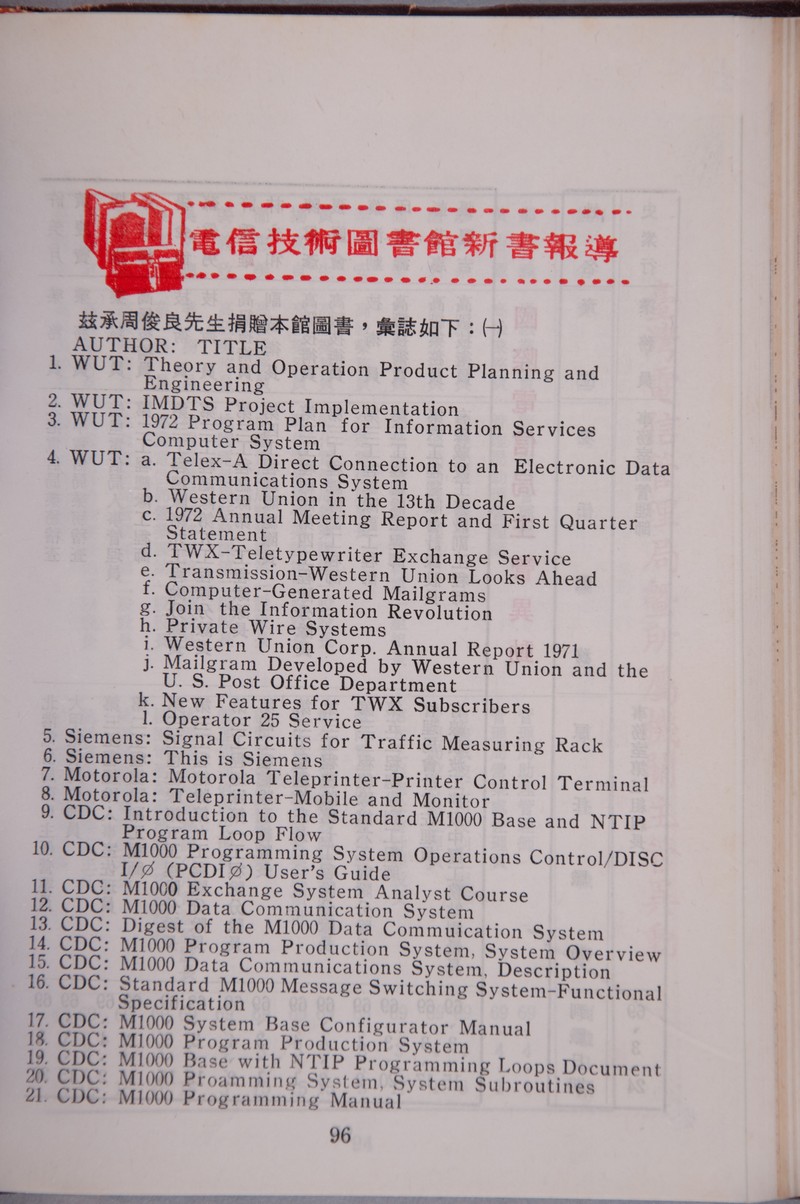 電信技術圖書館新書報導
茲承周俊良先生捐贈本館圖書，彙誌如下：㈠
AUTHOR: TITLE
1. WUT: Theory and Operation Product Planning and
Engineering
2. WUT: IMDTS Project Implementation
3. WUT: 1972 Program Plan for Information Services
Computer System
4. WUT: a. Telex-A Direct Connection to an Electronic Data
Communications System
b. Western Union in the 13th Decade
c. 1972 Annual Meeting Report and First Quarter
Statement
d. TWX-Teletypewriter Exchange Service
e. Transmission-Western Union Looks Ahead
f. Computer-Generated Mailgrams
g. Join the Information Revolution
h. Private Wire Systems
i. Western Union Corp. Annual Report 1971
j. Mailgram Developed by Western Union and the
U. S. Post Office Department
k. New Features for TWX Subscribers
l. Operator 25 Service
5. Siemens: Signal Circuits for Traffic Measuring Rack
6. Siemens: This is Siemens
7. Motorola: Motorola Teleprinter-Printer Control Terminal
8. Motorola: Teleprinter-Mobile and Monitor
9. CDC: Introduction to the Standard M1000 Base and NTIP
Program Loop Flow
10. CDC: M1000 Programming System Operations Control/DISC
I/Ø (PCDIØ) User's Guide
11. CDC: M1000 Exchange System Analyst Course
12. CDC: M1000 Data Communication System
13. CDC: Digest of the M1000 Data Commuication System
14. CDC: M1000 Program Production System, System Overview
15. CDC: M1000 Data Communications System, Description
16. CDC: Standard M1000 Message Switching System-Functional
Specification
17. CDC: M1000 System Base Configurator Manual
18. CDC: M1000 Program Production System
19. CDC: M1000 Base with NTIP Programming Loops Document
20. CDC: M1000 Proamming System, System Subroutines
21. CDC: M1000 Programming Manual
96